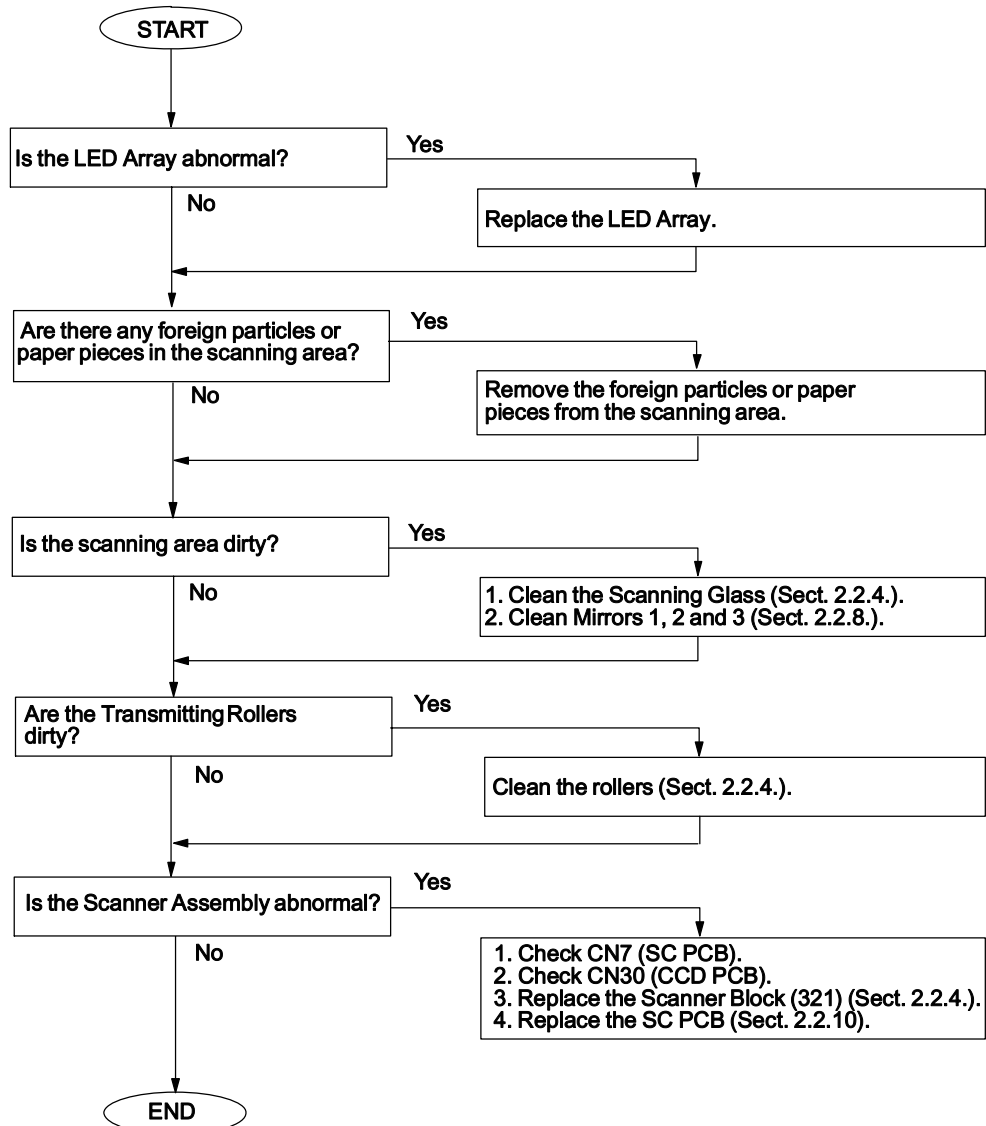 START
Is the LED Array abnormal?
Yes
No
Replace the LED Array.
Are there any foreign particles or
paper pieces in the scanning area?
Yes
No
Remove the foreign particles or paper
pieces from the scanning area.
Is the scanning area dirty?
Yes
No
1. Clean the Scanning Glass (Sect. 2.2.4.).
2. Clean Mirrors 1, 2 and 3 (Sect. 2.2.8.).
Are the Transmitting Rollers
dirty?
Yes
No
Clean the rollers (Sect. 2.2.4.).
Is the Scanner Assembly abnormal?
Yes
No
1. Check CN7 (SC PCB).
2. Check CN30 (CCD PCB).
3. Replace the Scanner Block (321) (Sect. 2.2.4.).
4. Replace the SC PCB (Sect. 2.2.10).
END